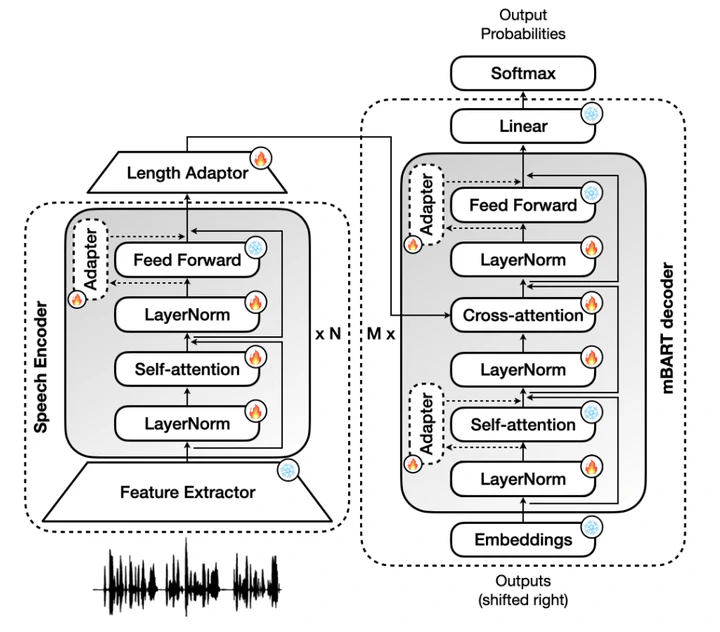 Output
Probabilities
Softmax
Linear
Length Adaptor
Adapter
Feed Forward
Adapter
Feed Forward
LayerNorm
LayerNorm
Speech Encoder
x N
M x
Cross-attention
mBART decoder
Self-attention
LayerNorm
Adapter
Self-attention
LayerNorm
LayerNorm
Feature Extractor
Embeddings
Outputs
(shifted right)